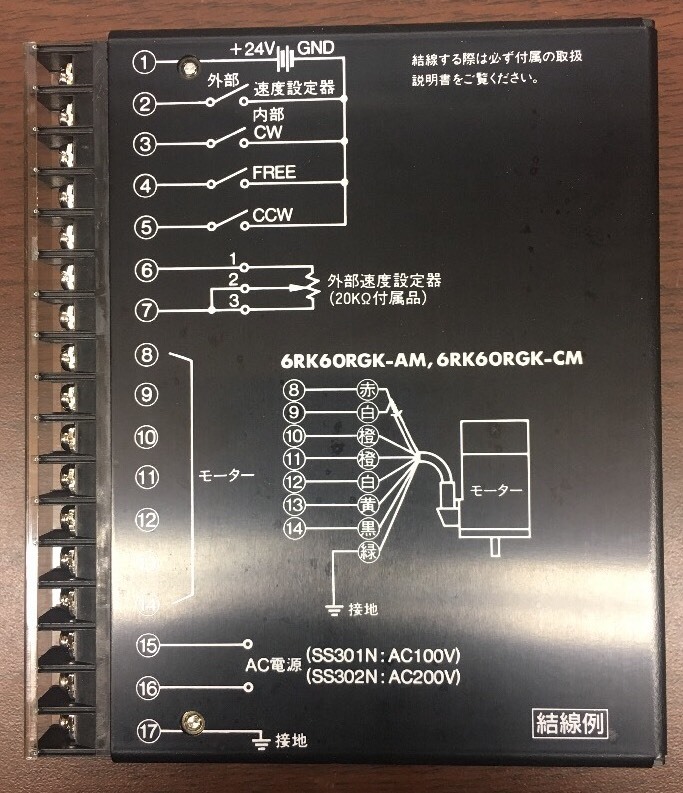 ① +24V GND
② 外部 速度設定器
内部
③ CW
④ FREE
⑤ CCW
結線する際は必ず付属の取扱
説明書をご覧ください。
⑥ 1
2
⑦ 3
外部速度設定器
(20KΩ付属品)
⑧
⑨
⑩
⑪
⑫
⑬
⑭
モーター
6RK60RGK-AM, 6RK60RGK-CM
⑧ 赤
⑨ 白
⑩ 橙
⑪ 橙
⑫ 白
⑬ 黄
⑭ 黒
緑
モーター
接地
⑮
⑯
AC電源 (SS301N:AC100V)
(SS302N:AC200V)
⑰ 接地
結線例